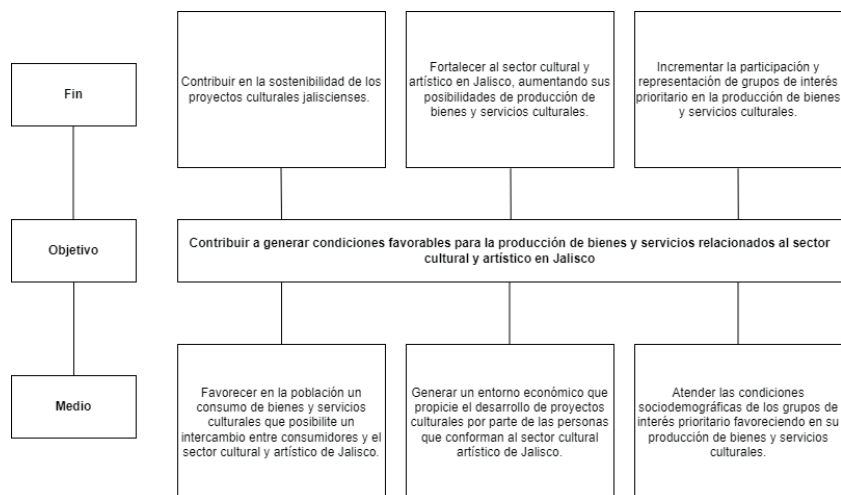 Fin
Contribuir en la sostenibilidad de los
proyectos culturales jaliscienses.
Fortalecer al sector cultural y
artístico en Jalisco, aumentando sus
posibilidades de producción de
bienes y servicios culturales.
Incrementar la participación y
representación de grupos de interés
prioritario en la producción de bienes
y servicios culturales.
Objetivo
Contribuir a generar condiciones favorables para la producción de bienes y servicios relacionados al sector
cultural y artístico en Jalisco
Medio
Favorecer en la población un
consumo de bienes y servicios
culturales que posibilite un
intercambio entre consumidores y el
sector cultural y artístico de Jalisco.
Generar un entorno económico que
propicie el desarrollo de proyectos
culturales por parte de las personas
que conforman al sector cultural
artístico de Jalisco.
Atender las condiciones
sociodemográficas de los grupos de
interés prioritario favoreciendo en su
producción de bienes y servicios
culturales.